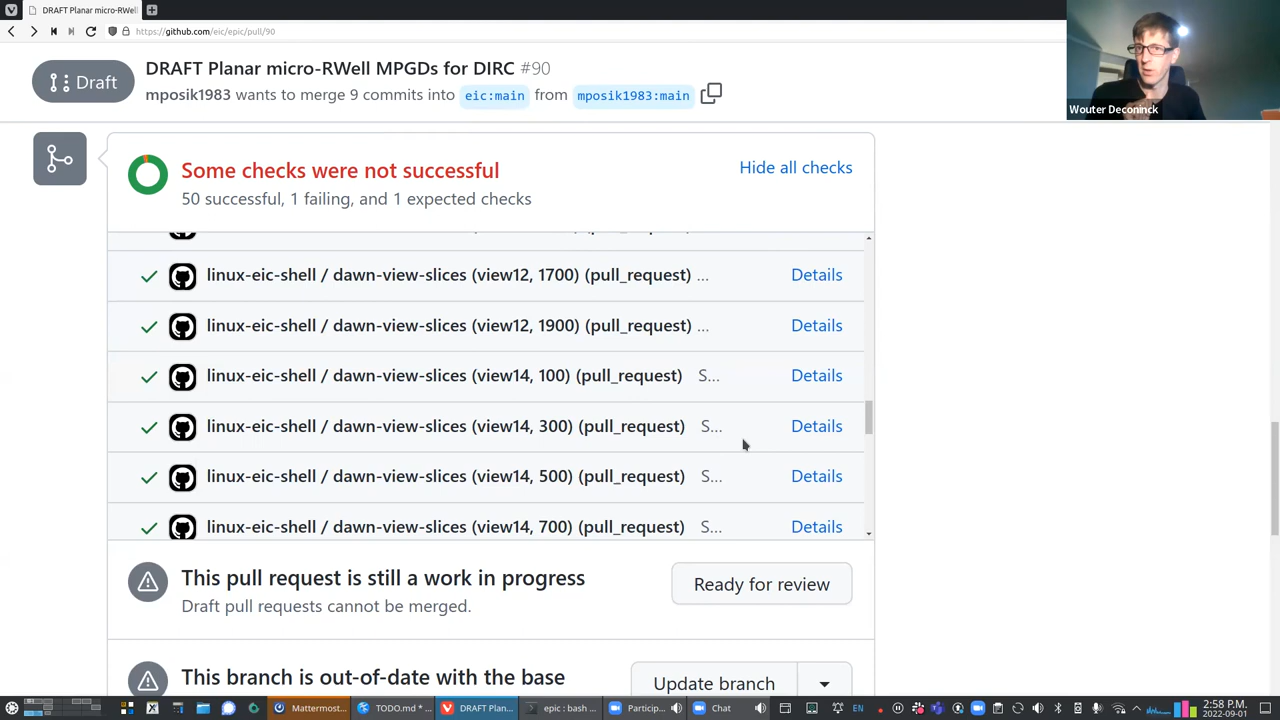 DRAFT Planar micro-RWell
https://github.com/eic/epic/pull/90
Draft
DRAFT Planar micro-RWell MPGDs for DIRC #90
mposik1983 wants to merge 9 commits into eic:main from mposik1983:main
Wouter Deconinck
Some checks were not successful
50 successful, 1 failing, and 1 expected checks
Hide all checks
linux-eic-shell / dawn-view-slices (view12, 1700) (pull_request) ... Details
linux-eic-shell / dawn-view-slices (view12, 1900) (pull_request) ... Details
linux-eic-shell / dawn-view-slices (view14, 100) (pull_request) S... Details
linux-eic-shell / dawn-view-slices (view14, 300) (pull_request) S... Details
linux-eic-shell / dawn-view-slices (view14, 500) (pull_request) S... Details
linux-eic-shell / dawn-view-slices (view14, 700) (pull_request) S... Details
This pull request is still a work in progress
Draft pull requests cannot be merged.
Ready for review
This branch is out-of-date with the base
Update branch
Mattermost...
TODO.md * ...
DRAFT Plan...
epic : bash ...
Particip...
Chat
EN
2:58 P.M.
2022-09-01